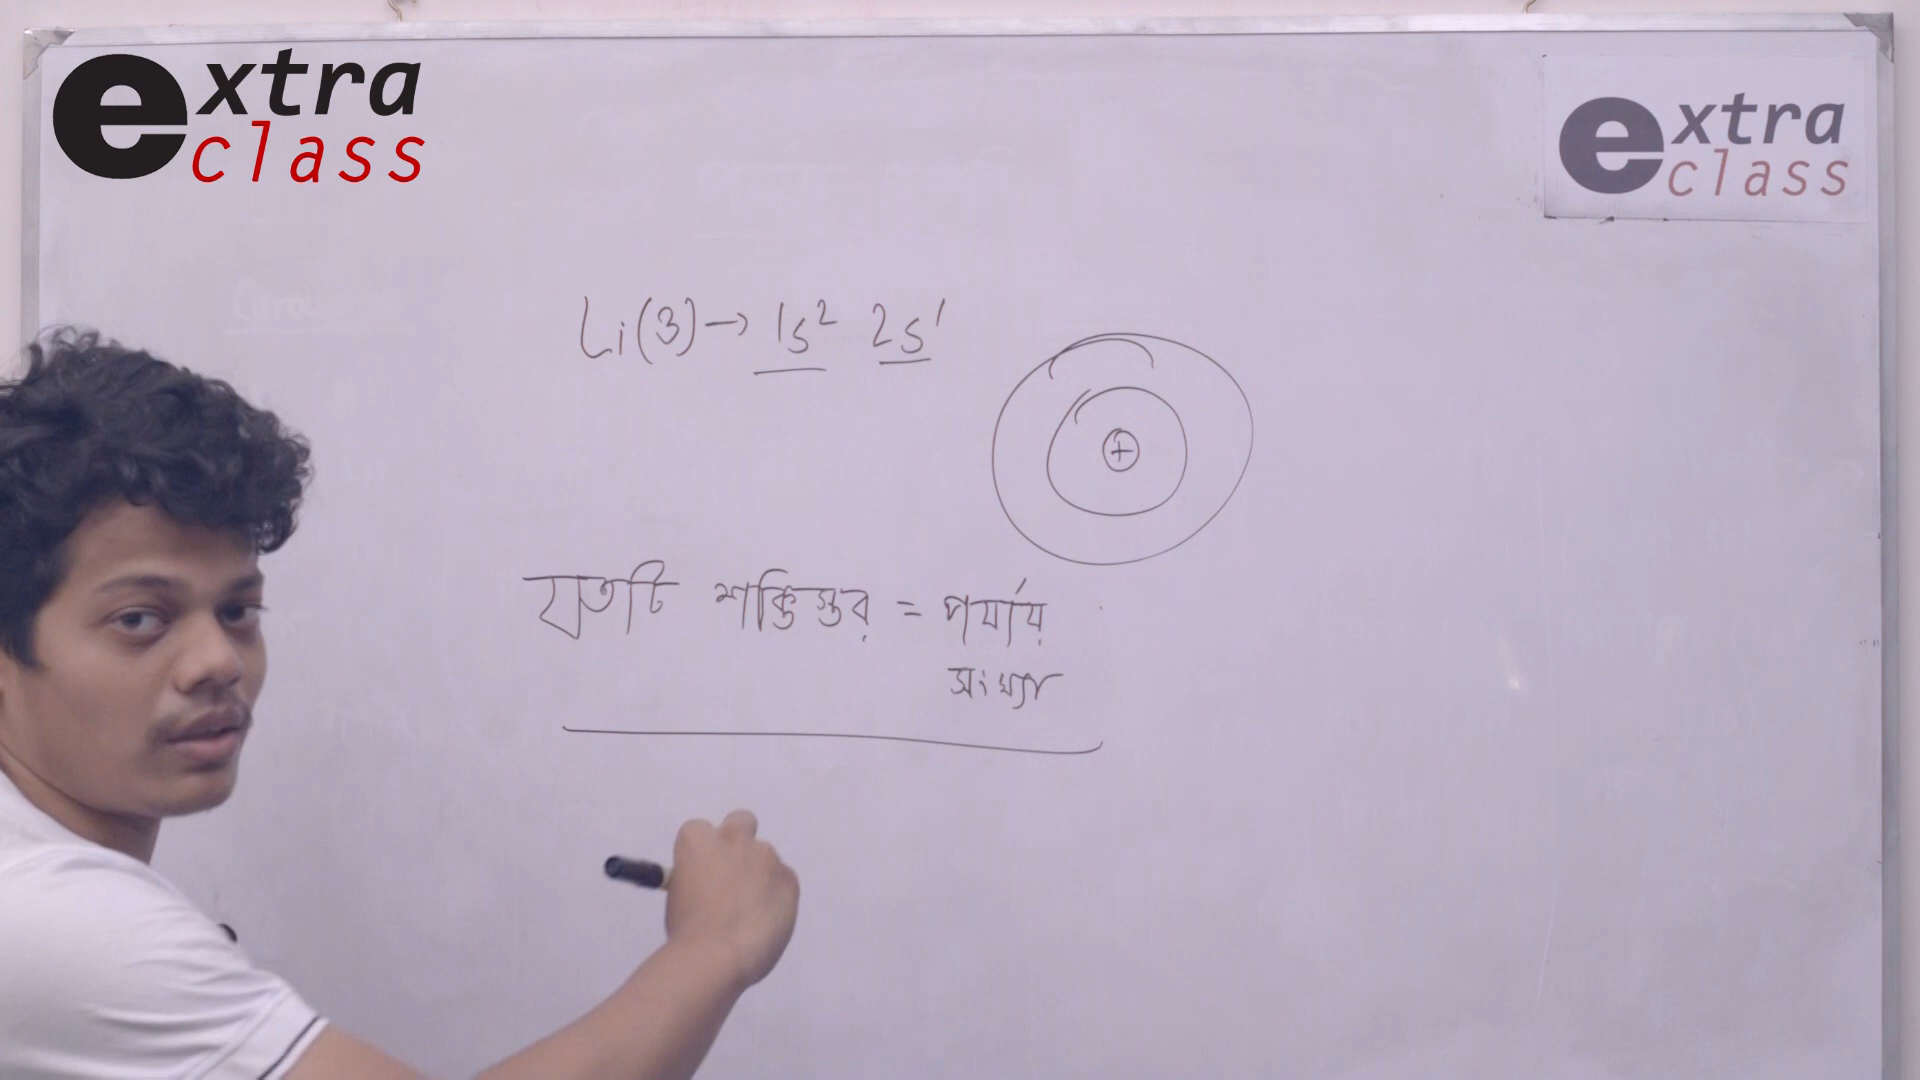 extra
class
extra
class
Li(3)→ 1s² 2s¹
+
যতটি শক্তিস্তর = পর্যায়
সংখ্যা